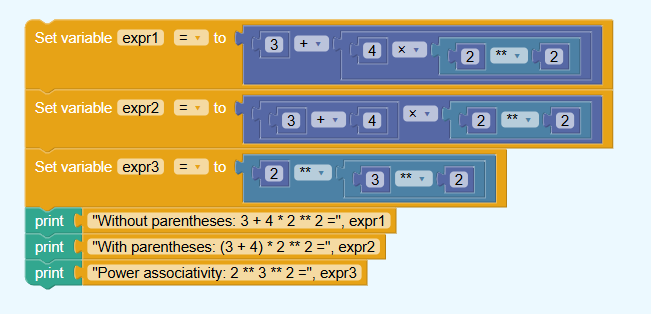 Set variable expr1 = to 3 + 4 × 2 ** 2
Set variable expr2 = to 3 + 4 × 2 ** 2
Set variable expr3 = to 2 ** 3 ** 2
print "Without parentheses: 3 + 4 * 2 ** 2 =", expr1
print "With parentheses: (3 + 4) * 2 ** 2 =", expr2
print "Power associativity: 2 ** 3 ** 2 =", expr3